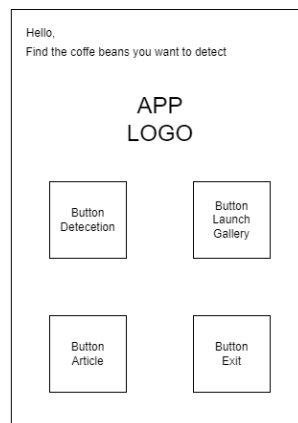 Hello,
Find the coffe beans you want to detect
APP
LOGO
Button
Detecetion
Button
Launch
Gallery
Button
Article
Button
Exit